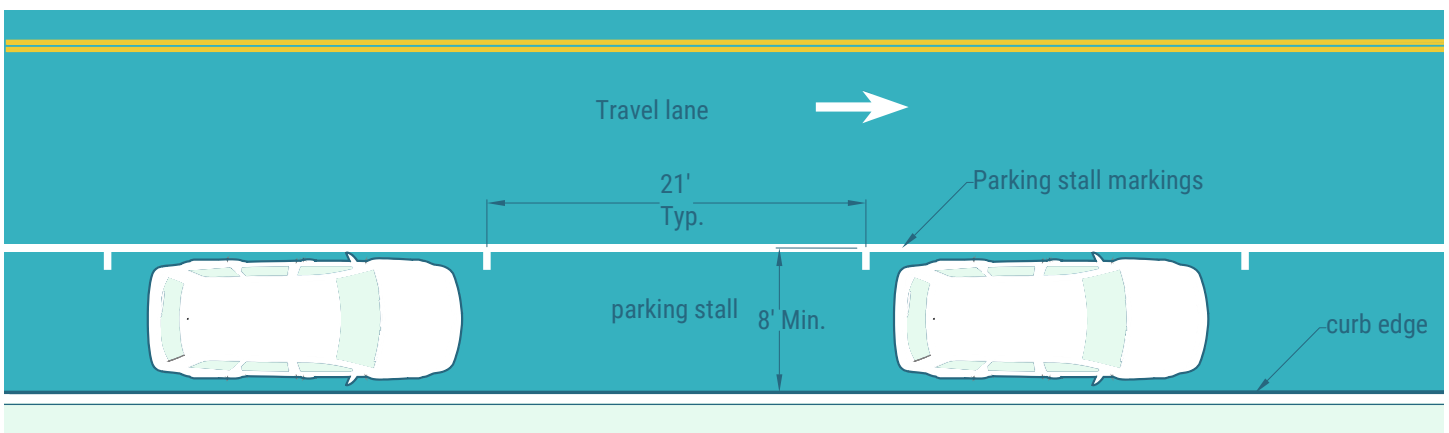 Travel lane
21'
Typ.
Parking stall markings
parking stall
8' Min.
curb edge